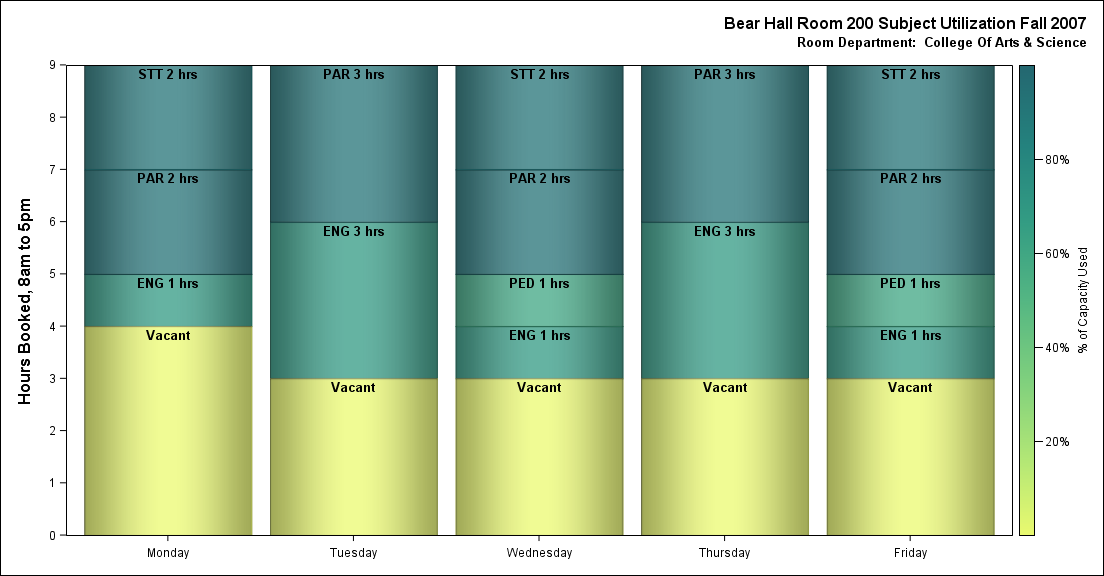 Bear Hall Room 200 Subject Utilization Fall 2007
Room Department:  College Of Arts & Science
Hours Booked, 8am to 5pm
9
8
7
6
5
4
3
2
1
0
STT 2 hrs
PAR 2 hrs
ENG 1 hrs
Vacant
Monday
PAR 3 hrs
ENG 3 hrs
Vacant
Tuesday
STT 2 hrs
PAR 2 hrs
PED 1 hrs
ENG 1 hrs
Vacant
Wednesday
PAR 3 hrs
ENG 3 hrs
Vacant
Thursday
STT 2 hrs
PAR 2 hrs
PED 1 hrs
ENG 1 hrs
Vacant
Friday
80%
60%
40%
20%
% of Capacity Used